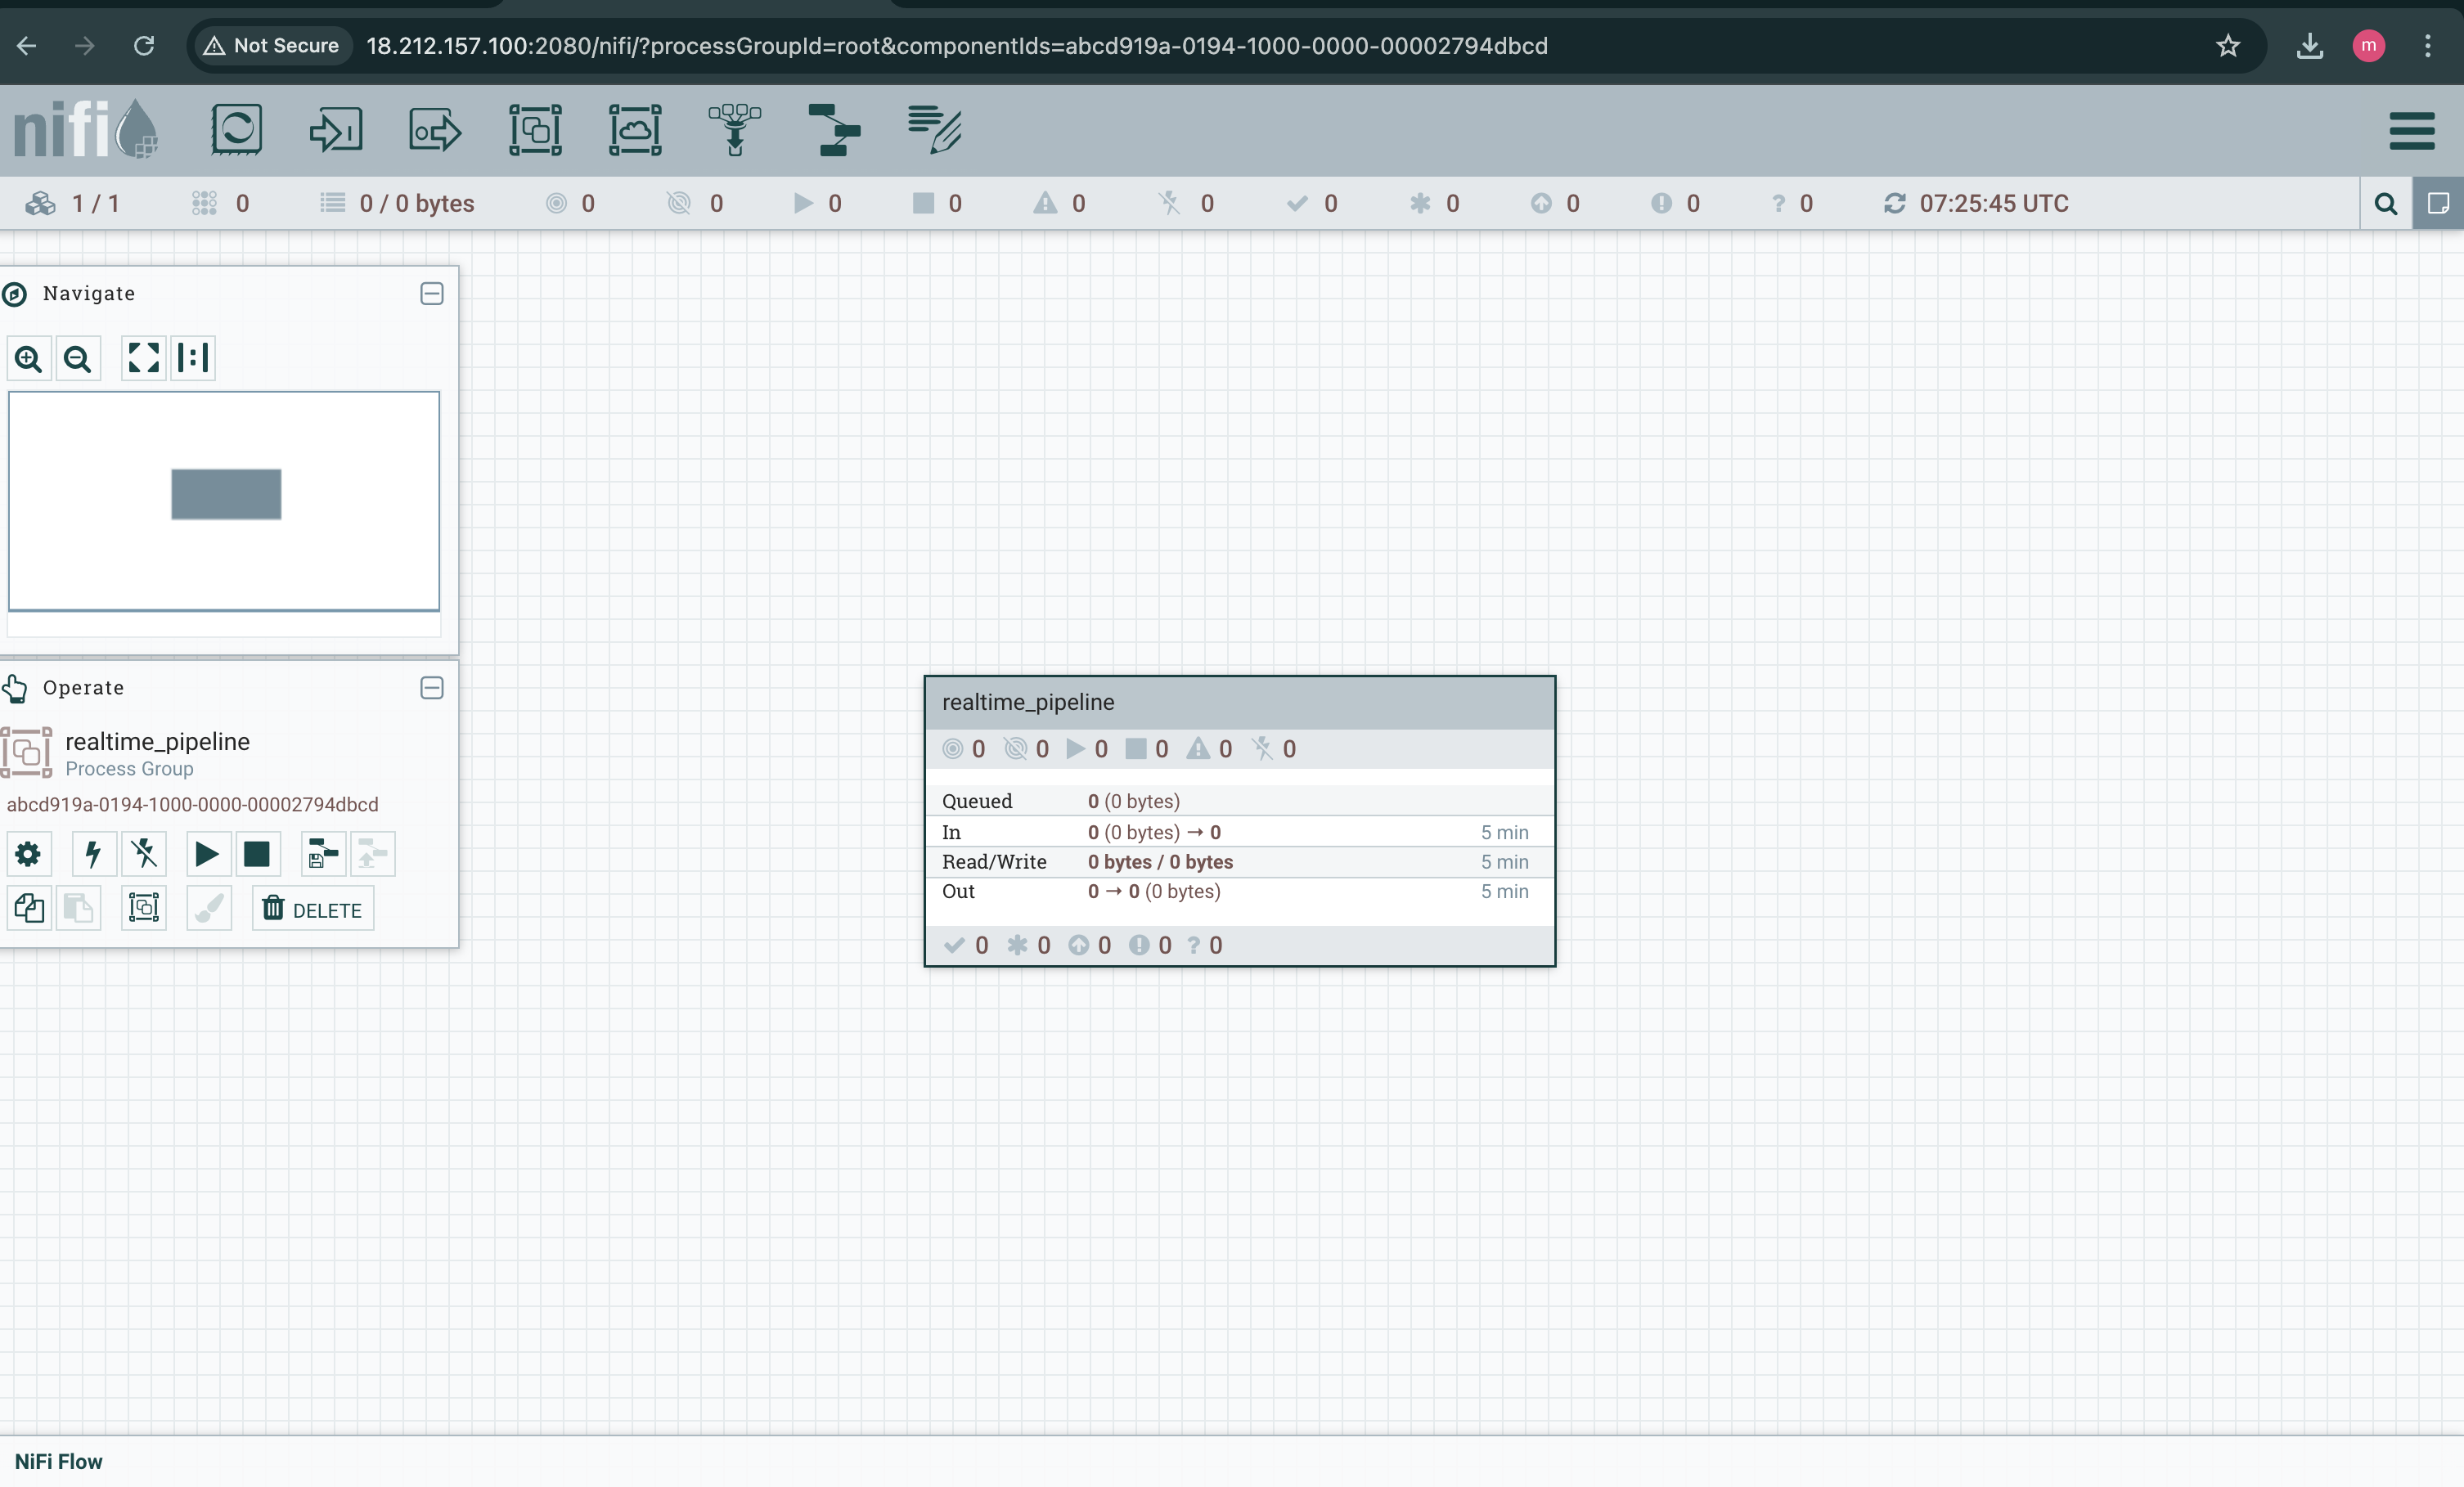 Not Secure 18.212.157.100:2080/nifi/?processGroupId=root&componentIds=abcd919a-0194-1000-0000-00002794dbcd m
nifi
1 / 1 0 0 / 0 bytes 0 0 0 0 0 0 0 0 0 0 ? 0 07:25:45 UTC
Navigate
Operate
realtime_pipeline
Process Group
abcd919a-0194-1000-0000-00002794dbcd
DELETE
realtime_pipeline
0 0 0 0 0 0
Queued 0 (0 bytes)
In 0 (0 bytes) → 0 5 min
Read/Write 0 bytes / 0 bytes 5 min
Out 0 → 0 (0 bytes) 5 min
0 0 0 0 ? 0
NiFi Flow